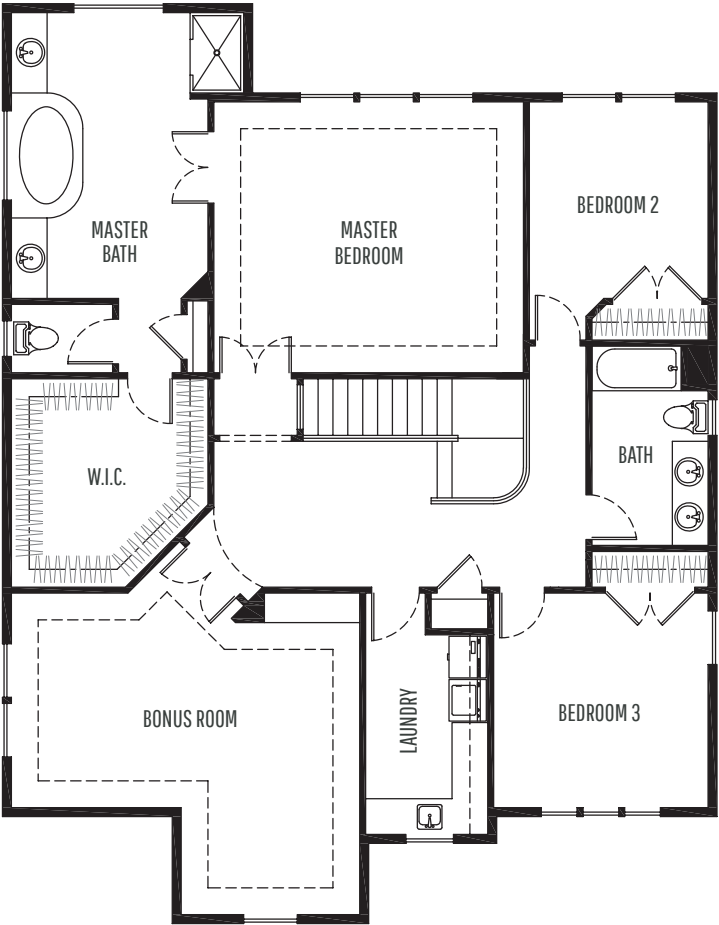 MASTER
BATH
MASTER
BEDROOM
BEDROOM 2
W.I.C.
BATH
BONUS ROOM
LAUNDRY
BEDROOM 3